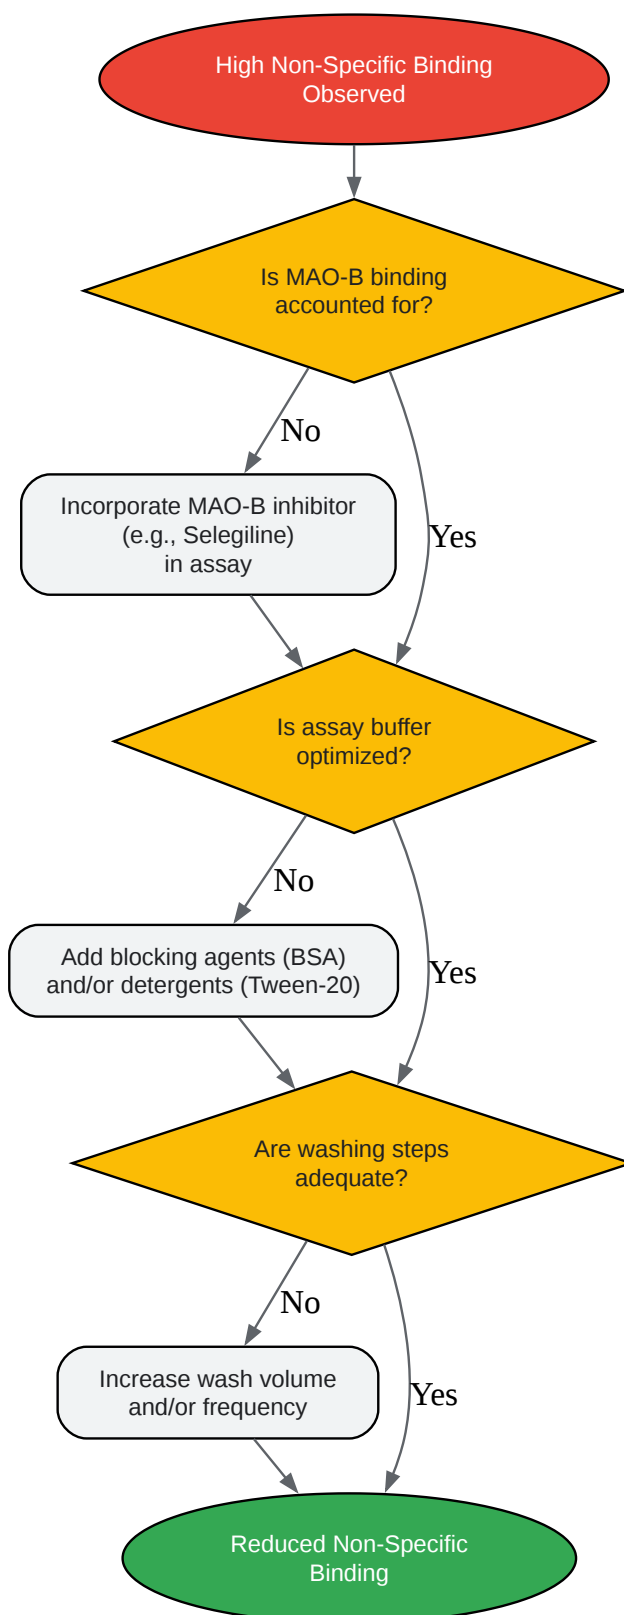 High Non-Specific Binding
Observed
Is MAO-B binding
accounted for?
No
Incorporate MAO-B inhibitor
(e.g., Selegiline)
in assay
Yes
Is assay buffer
optimized?
No
Add blocking agents (BSA)
and/or detergents (Tween-20)
Yes
Are washing steps
adequate?
No
Increase wash volume
and/or frequency
Yes
Reduced Non-Specific
Binding